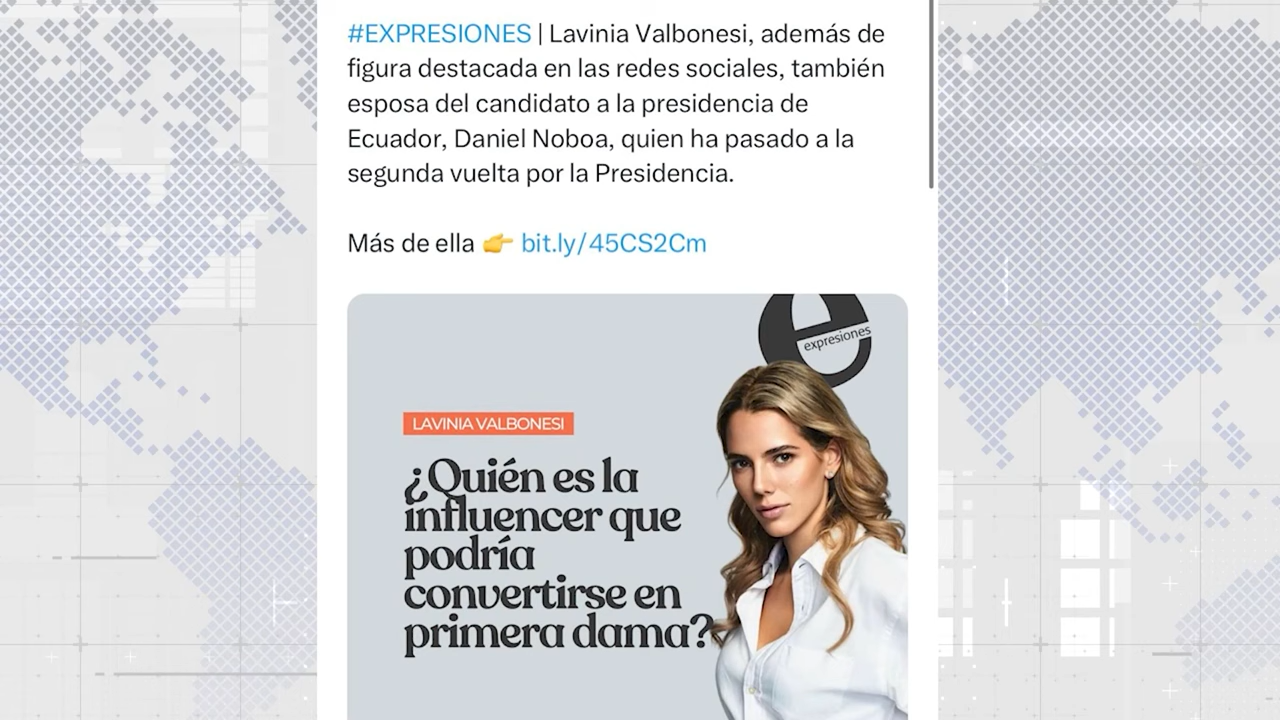 #EXPRESIONES | Lavinia Valbonesi, además de
figura destacada en las redes sociales, también
esposa del candidato a la presidencia de
Ecuador, Daniel Noboa, quien ha pasado a la
segunda vuelta por la Presidencia.
Más de ella 👉 bit.ly/45CS2Cm
e
expresiones
LAVINIA VALBONESI
¿Quién es la
influencer que
podría
convertirse en
primera dama?